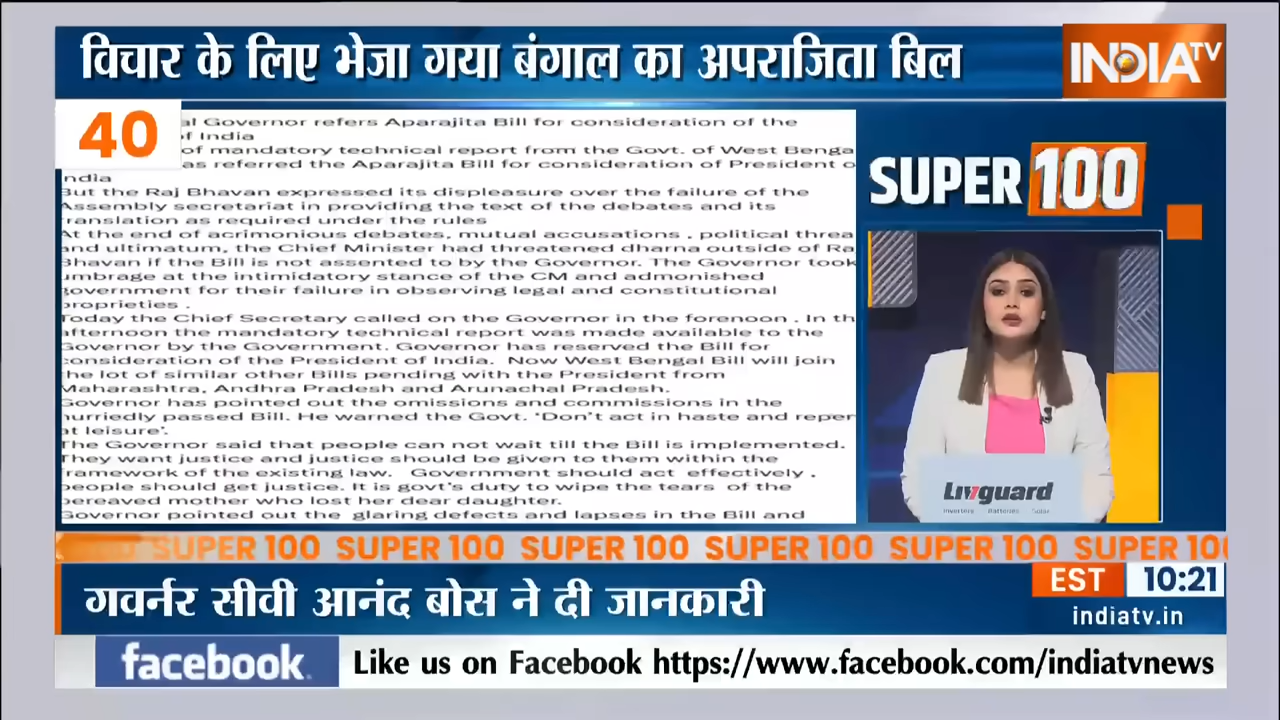 विचार के लिए भेजा गया बंगाल का अपराजिता बिल
INDIA TV
40
al Governor refers Aparajita Bill for consideration of the
of India
of mandatory technical report from the Govt. of West Benga
as referred the Aparajita Bill for consideration of President o
ndia
But the Raj Bhavan expressed its displeasure over the failure of the
Assembly secretariat in providing the text of the debates and its
translation as required under the rules
At the end of acrimonious debates, mutual accusations , political threa
and ultimatum, the Chief Minister had threatened dharna outside of Ra
Bhavan if the Bill is not assented to by the Governor. The Governor took
umbrage at the intimidatory stance of the CM and admonished
government for their failure in observing legal and constitutional
proprieties .
Today the Chief Secretary called on the Governor in the forenoon . In th
afternoon the mandatory technical report was made available to the
Governor by the Government. Governor has reserved the Bill for
consideration of the President of India. Now West Bengal Bill will join
the lot of similar other Bills pending with the President from
Maharashtra, Andhra Pradesh and Arunachal Pradesh.
Governor has pointed out the omissions and commissions in the
hurriedly passed Bill. He warned the Govt. 'Don't act in haste and repen
at leisure'.
The Governor said that people can not wait till the Bill is implemented.
They want justice and justice should be given to them within the
framework of the existing law. Government should act effectively .
people should get justice. It is govt's duty to wipe the tears of the
bereaved mother who lost her dear daughter.
Governor pointed out the glaring defects and lapses in the Bill and
SUPER 100
Livguard
Inverters Batteries Solar
SUPER 100 SUPER 100 SUPER 100 SUPER 100 SUPER 100 SUPER 10
गवर्नर सीवी आनंद बोस ने दी जानकारी
EST 10:21
indiatv.in
facebook
Like us on Facebook https://www.facebook.com/indiatvnews